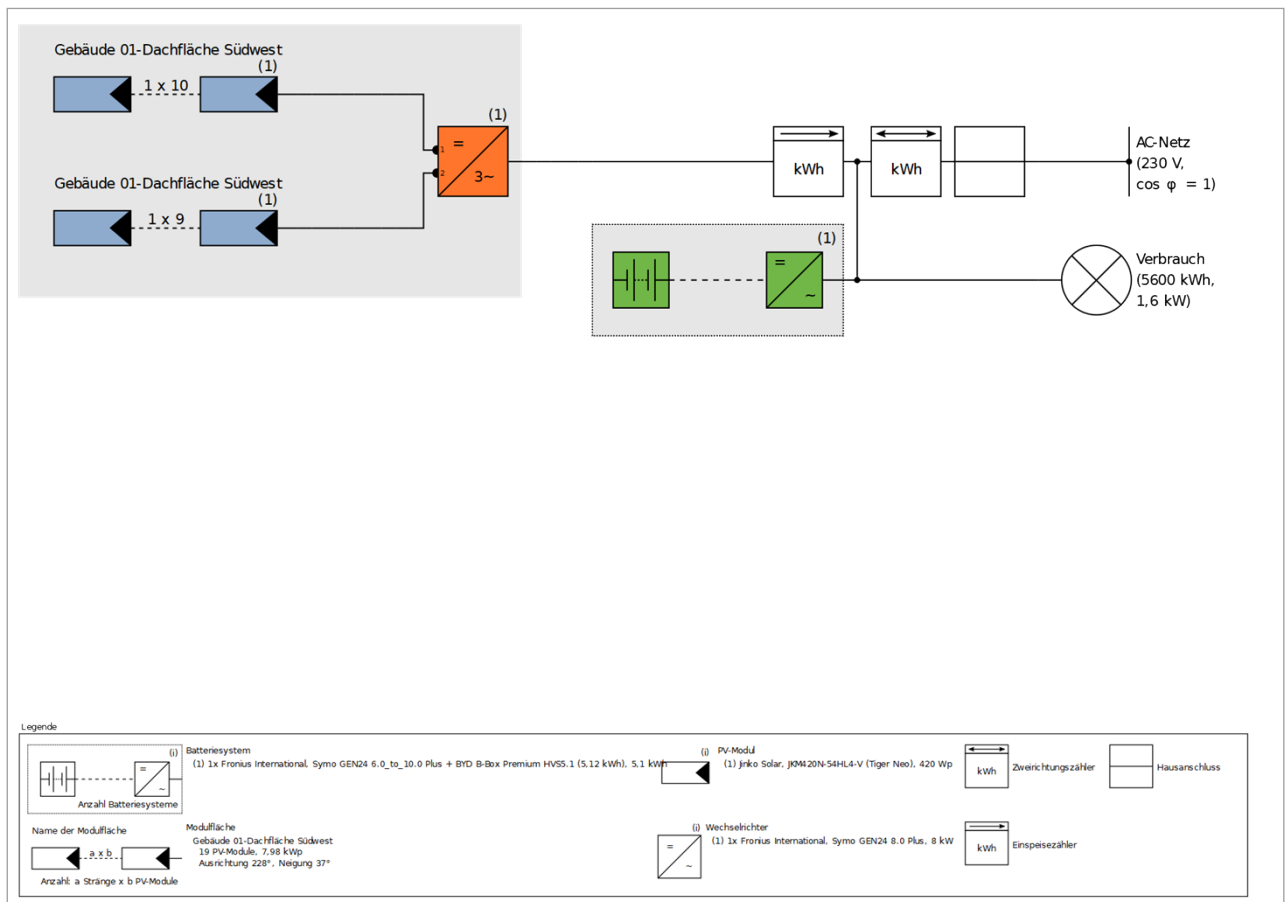 Gebäude 01-Dachfläche Südwest
(1)
1 x 10
(1)
1
2
=
3~
Gebäude 01-Dachfläche Südwest
(1)
1 x 9
kWh
kWh
AC-Netz
(230 V,
cos φ = 1)
(1)
=
~
Verbrauch
(5600 kWh,
1,6 kW)
Legende
(i)
=
~
Anzahl Batteriesysteme
Batteriesystem
(1) 1x Fronius International, Symo GEN24 6.0_to_10.0 Plus + BYD B-Box Premium HVS5.1 (5,12 kWh), 5,1 kWh
(i)
PV-Modul
(1) Jinko Solar, JKM420N-54HL4-V (Tiger Neo), 420 Wp
kWh
Zweirichtungszähler
Hausanschluss
Name der Modulfläche
a x b
Anzahl: a Stränge x b PV-Module
Modulfläche
Gebäude 01-Dachfläche Südwest
19 PV-Module, 7,98 kWp
Ausrichtung 228°, Neigung 37°
(i)
=
~
Wechselrichter
(1) 1x Fronius International, Symo GEN24 8.0 Plus, 8 kW
kWh
Einspeisezähler